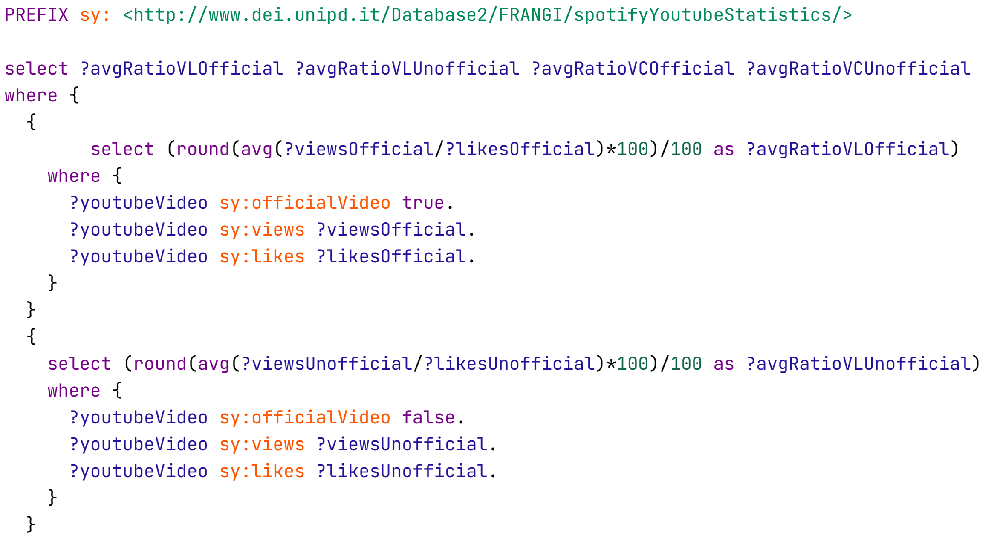 PREFIX sy: <http://www.dei.unipd.it/Database2/FRANGI/spotifyYoutubeStatistics/>
select ?avgRatioVLOfficial ?avgRatioVLUnofficial ?avgRatioVCOfficial ?avgRatioVCUnofficial
where {
  {
        select (round(avg(?viewsOfficial/?likesOfficial)*100)/100 as ?avgRatioVLOfficial)
    where {
      ?youtubeVideo sy:officialVideo true.
      ?youtubeVideo sy:views ?viewsOfficial.
      ?youtubeVideo sy:likes ?likesOfficial.
    }
  }
  {
    select (round(avg(?viewsUnofficial/?likesUnofficial)*100)/100 as ?avgRatioVLUnofficial)
    where {
      ?youtubeVideo sy:officialVideo false.
      ?youtubeVideo sy:views ?viewsUnofficial.
      ?youtubeVideo sy:likes ?likesUnofficial.
    }
  }